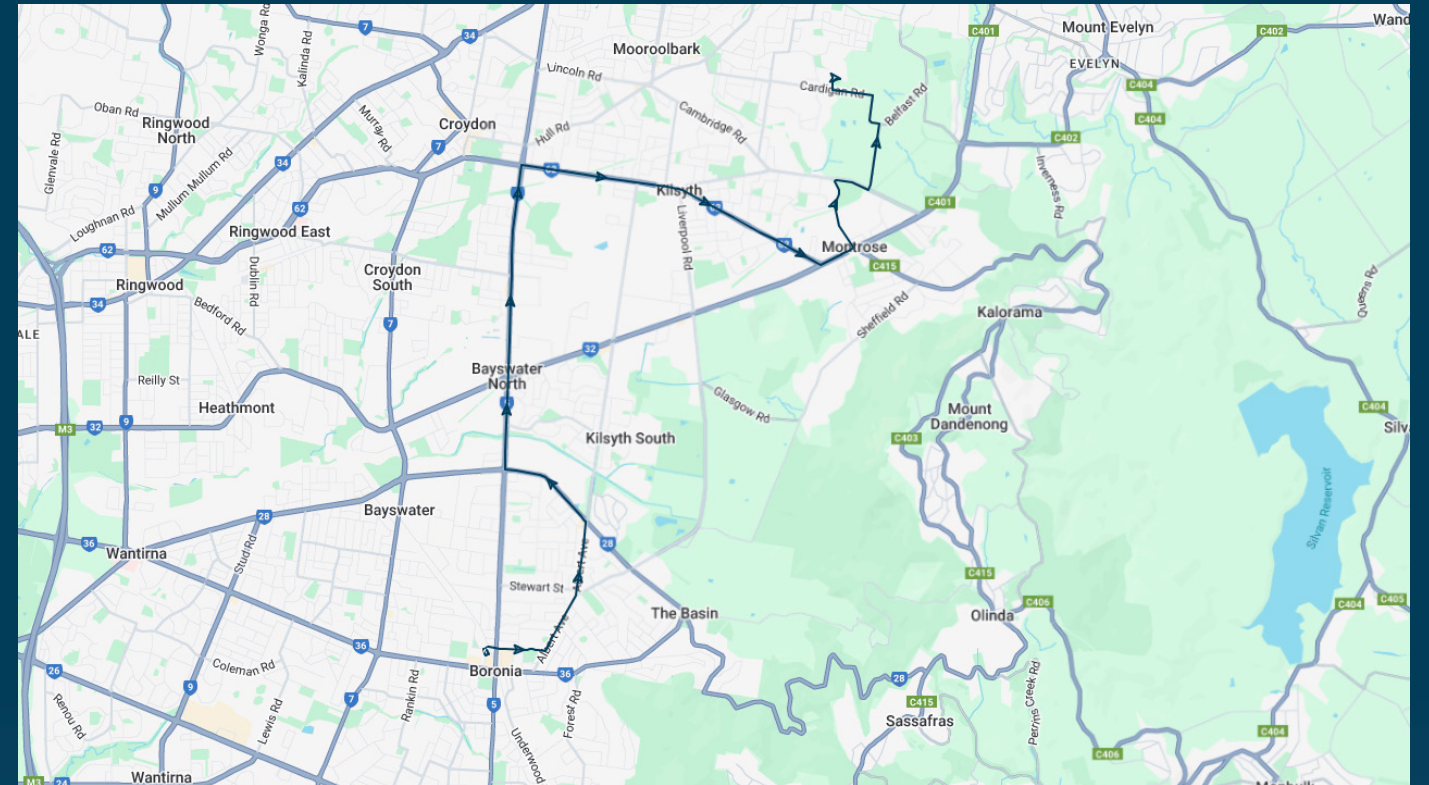 7
34
Wonga Rd
Kalinda Rd
Mooroolbark
C401
Mount Evelyn
C402
Wand
EVELYN
Lincoln Rd
Cardigan Rd
C404
Oban Rd
Ringwood
North
Murray Rd
Croydon
Hull Rd
Cambridge Rd
Belfast Rd
C404
Glenvale Rd
Mullum Mullum Rd
34
7
C402
9
62
Kilsyth
Inverness Rd
Loughnan Rd
62
Ringwood East
Liverpool Rd
C401
62
Dublin Rd
Montrose
C415
Croydon
South
Ringwood
34
Bedford Rd
7
Sheffield Rd
Kalorama
Queens Rd
ALE
32
Bayswater
North
Reilly St
Heathmont
Glasgow Rd
Mount
Dandenong
C404
M3
32
9
Kilsyth South
C403
Silv
Bayswater
28
Silvan Reservoir
36
Wantirna
Stud Rd
28
Albert Ave
Stewart St
C415
The Basin
Olinda
C406
C404
C405
Albert Ave
36
Boronia
36
26
Coleman Rd
9
7
Rankin Rd
5
Forest Rd
28
C415
Sassafras
Perrins Creek Rd
Renou Rd
Lewis Rd
Underwood
C404
C406
M3
Wantirna